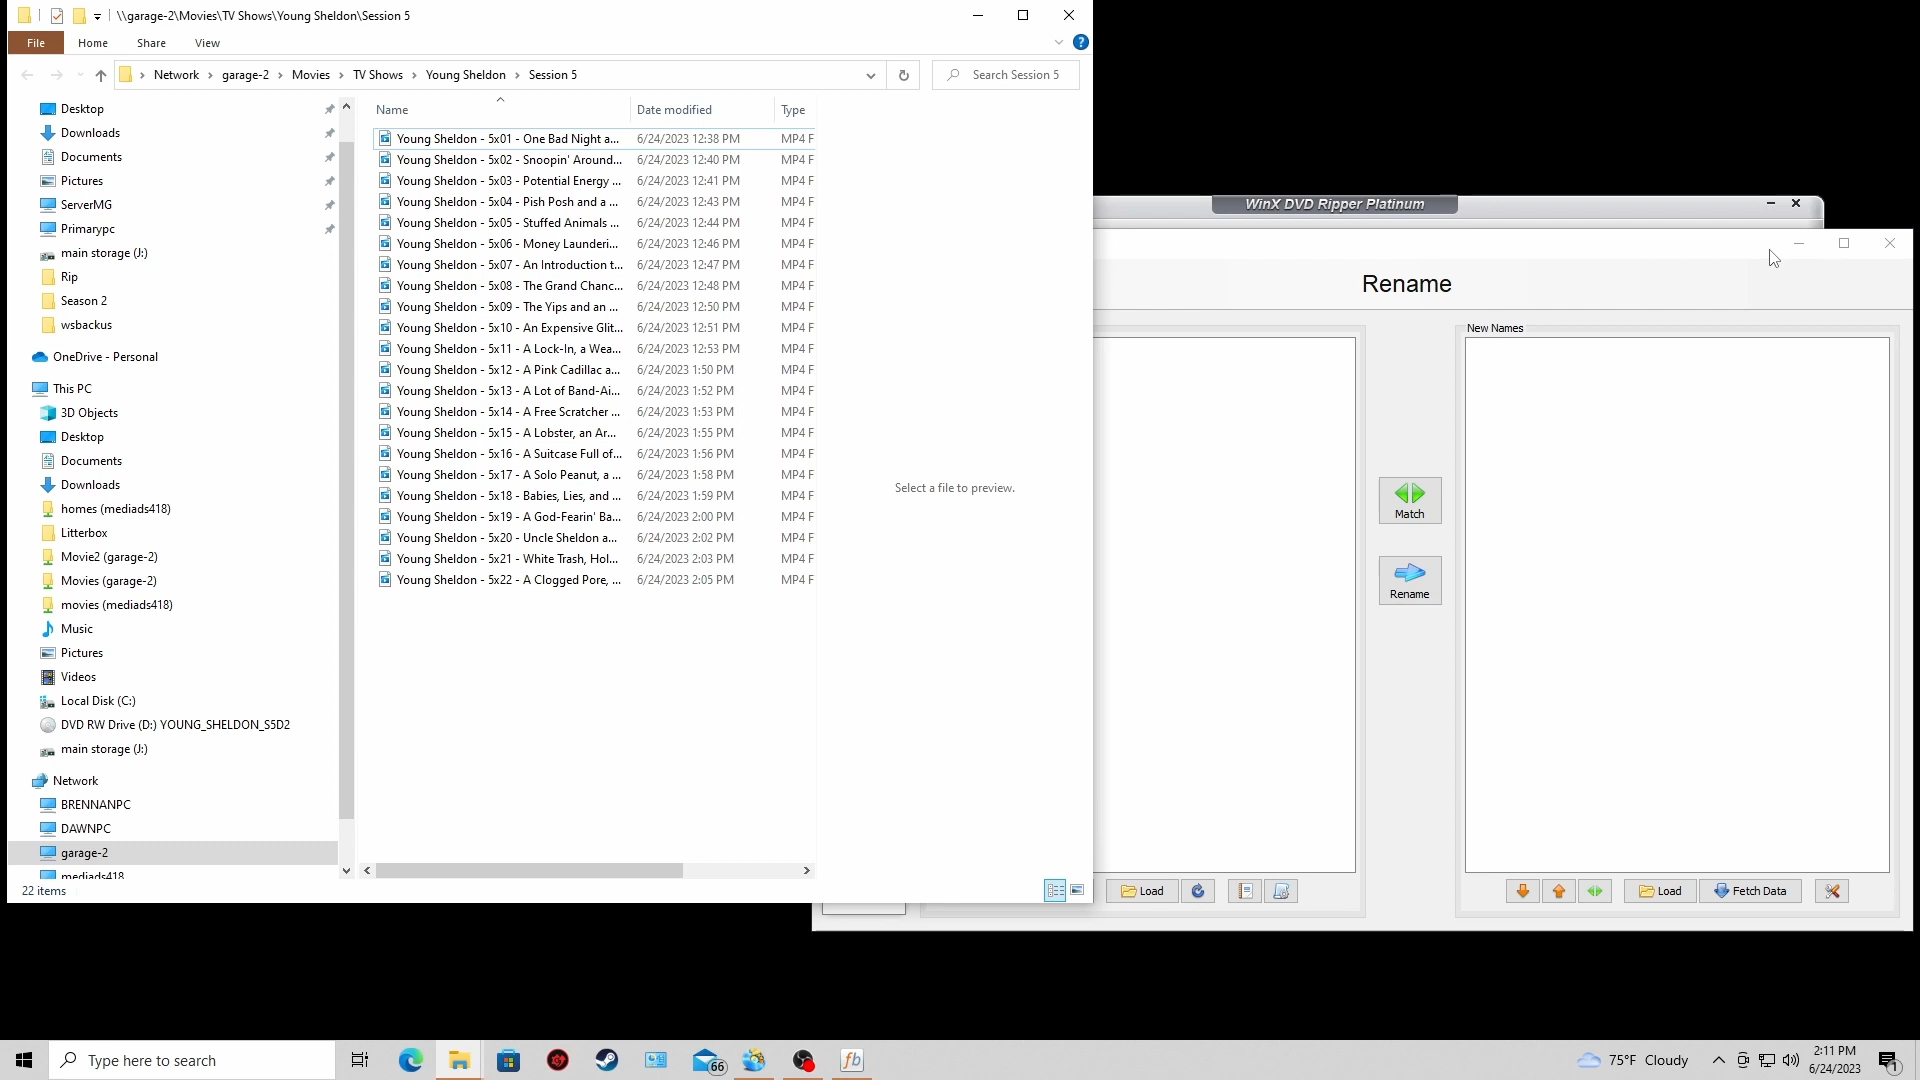 \\garage-2\Movies\TV Shows\Young Sheldon\Session 5
File Home Share View
Network garage-2 Movies TV Shows Young Sheldon Session 5
Search Session 5
Desktop
Downloads
Documents
Pictures
ServerMG
Primarypc
main storage (J:)
Rip
Season 2
wsbackus
OneDrive - Personal
This PC
3D Objects
Desktop
Documents
Downloads
homes (mediads418)
Litterbox
Movie2 (garage-2)
Movies (garage-2)
movies (mediads418)
Music
Pictures
Videos
Local Disk (C:)
DVD RW Drive (D:) YOUNG_SHELDON_S5D2
main storage (J:)
Network
BRENNANPC
DAWNPC
garage-2
mediads418
22 items
Name Date modified Type
Young Sheldon - 5x01 - One Bad Night a... 6/24/2023 12:38 PM MP4 F
Young Sheldon - 5x02 - Snoopin' Around... 6/24/2023 12:40 PM MP4 F
Young Sheldon - 5x03 - Potential Energy ... 6/24/2023 12:41 PM MP4 F
Young Sheldon - 5x04 - Pish Posh and a ... 6/24/2023 12:43 PM MP4 F
Young Sheldon - 5x05 - Stuffed Animals ... 6/24/2023 12:44 PM MP4 F
Young Sheldon - 5x06 - Money Launderi... 6/24/2023 12:46 PM MP4 F
Young Sheldon - 5x07 - An Introduction t... 6/24/2023 12:47 PM MP4 F
Young Sheldon - 5x08 - The Grand Chanc... 6/24/2023 12:48 PM MP4 F
Young Sheldon - 5x09 - The Yips and an ... 6/24/2023 12:50 PM MP4 F
Young Sheldon - 5x10 - An Expensive Glit... 6/24/2023 12:51 PM MP4 F
Young Sheldon - 5x11 - A Lock-In, a Wea... 6/24/2023 12:53 PM MP4 F
Young Sheldon - 5x12 - A Pink Cadillac a... 6/24/2023 1:50 PM MP4 F
Young Sheldon - 5x13 - A Lot of Band-Ai... 6/24/2023 1:52 PM MP4 F
Young Sheldon - 5x14 - A Free Scratcher ... 6/24/2023 1:53 PM MP4 F
Young Sheldon - 5x15 - A Lobster, an Ar... 6/24/2023 1:55 PM MP4 F
Young Sheldon - 5x16 - A Suitcase Full of... 6/24/2023 1:56 PM MP4 F
Young Sheldon - 5x17 - A Solo Peanut, a ... 6/24/2023 1:58 PM MP4 F
Young Sheldon - 5x18 - Babies, Lies, and ... 6/24/2023 1:59 PM MP4 F
Young Sheldon - 5x19 - A God-Fearin' Ba... 6/24/2023 2:00 PM MP4 F
Young Sheldon - 5x20 - Uncle Sheldon a... 6/24/2023 2:02 PM MP4 F
Young Sheldon - 5x21 - White Trash, Hol... 6/24/2023 2:03 PM MP4 F
Young Sheldon - 5x22 - A Clogged Pore, ... 6/24/2023 2:05 PM MP4 F
Select a file to preview.
WinX DVD Ripper Platinum
Rename
New Names
Match
Rename
Load
Load Fetch Data
Type here to search
66
fb
75°F Cloudy
2:11 PM
6/24/2023
1